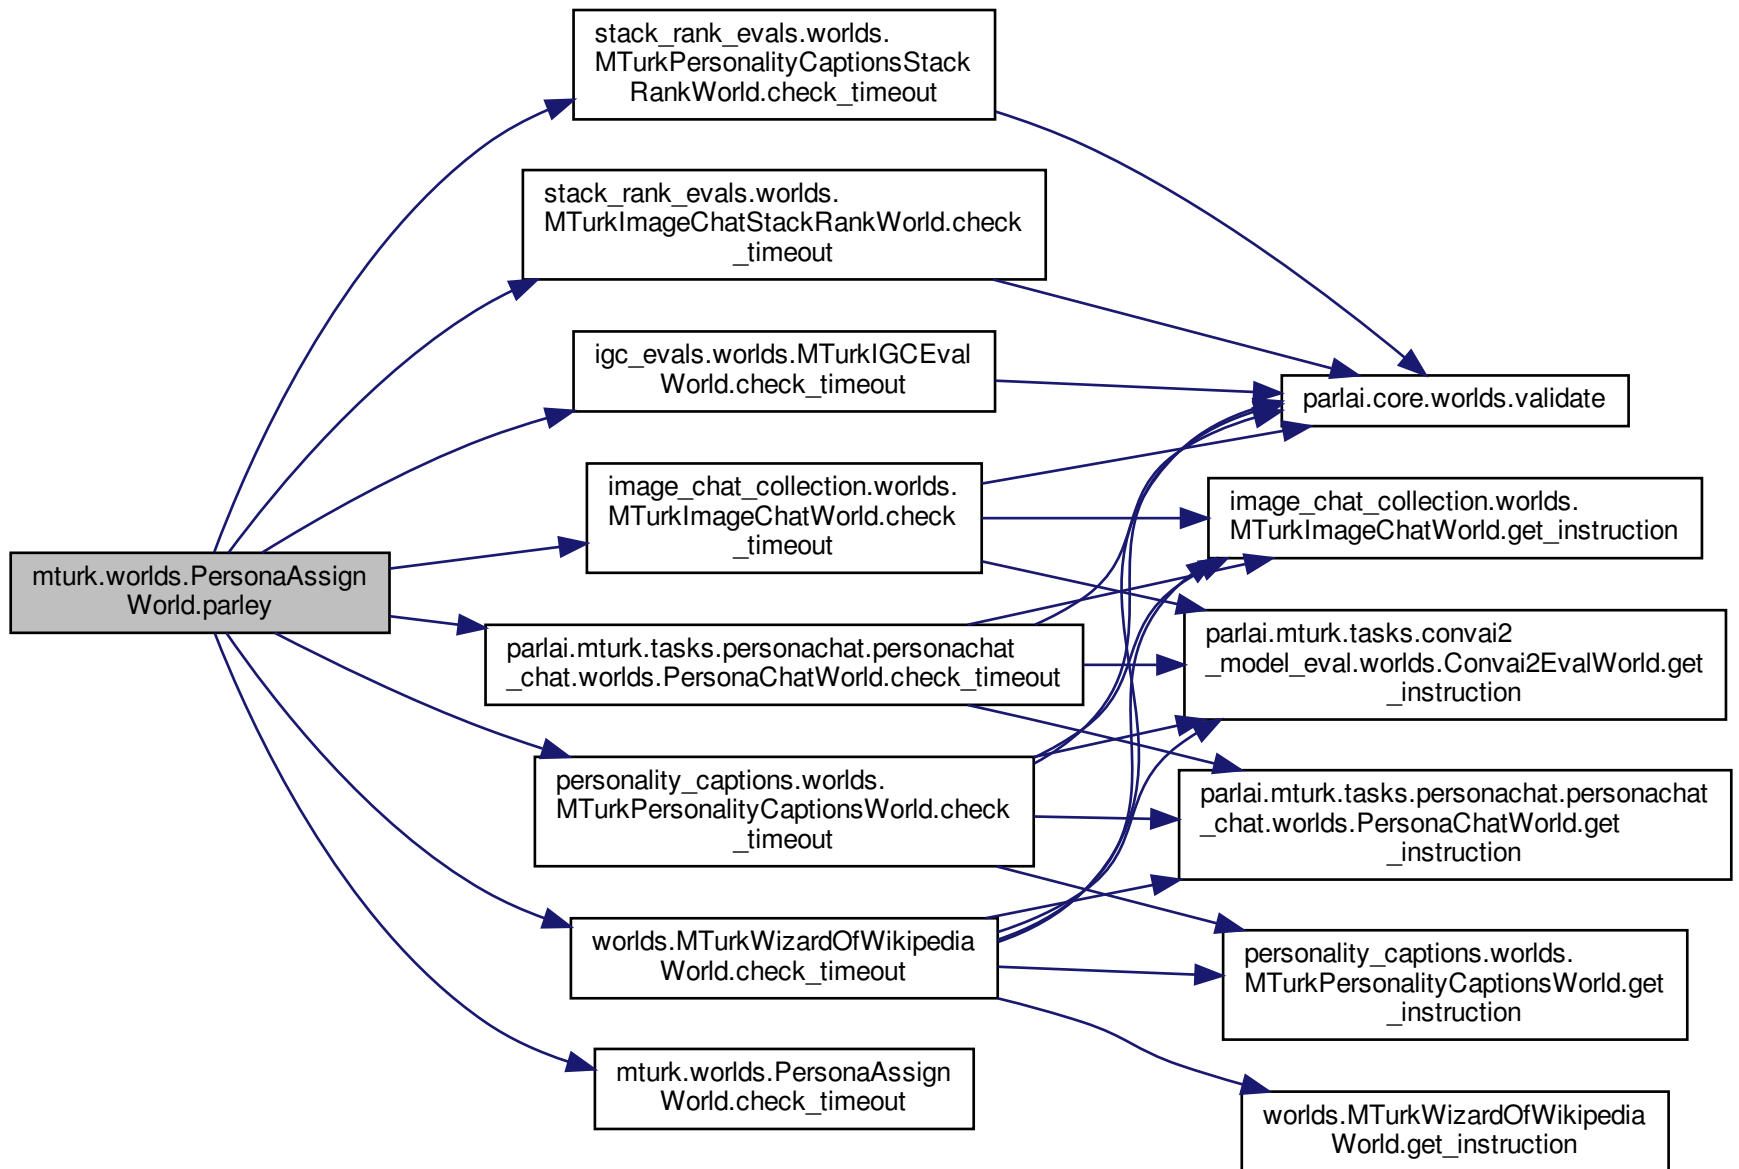 stack_rank_evals.worlds.
MTurkPersonalityCaptionsStack
RankWorld.check_timeout
stack_rank_evals.worlds.
MTurkImageChatStackRankWorld.check
_timeout
igc_evals.worlds.MTurkIGCEval
World.check_timeout
image_chat_collection.worlds.
MTurkImageChatWorld.check
_timeout
mturk.worlds.PersonaAssign
World.parley
parlai.mturk.tasks.personachat.personachat
_chat.worlds.PersonaChatWorld.check_timeout
personality_captions.worlds.
MTurkPersonalityCaptionsWorld.check
_timeout
worlds.MTurkWizardOfWikipedia
World.check_timeout
mturk.worlds.PersonaAssign
World.check_timeout
parlai.core.worlds.validate
image_chat_collection.worlds.
MTurkImageChatWorld.get_instruction
parlai.mturk.tasks.convai2
_model_eval.worlds.Convai2EvalWorld.get
_instruction
parlai.mturk.tasks.personachat.personachat
_chat.worlds.PersonaChatWorld.get
_instruction
personality_captions.worlds.
MTurkPersonalityCaptionsWorld.get
_instruction
worlds.MTurkWizardOfWikipedia
World.get_instruction